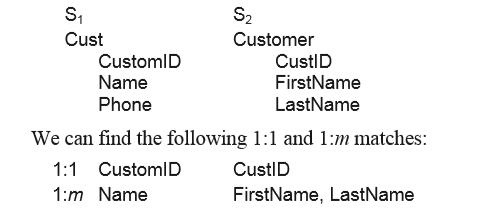 S₁ S₂
Cust Customer
CustomID CustID
Name FirstName
Phone LastName
We can find the following 1:1 and 1:m matches:
1:1 CustomID CustID
1:m Name FirstName, LastName